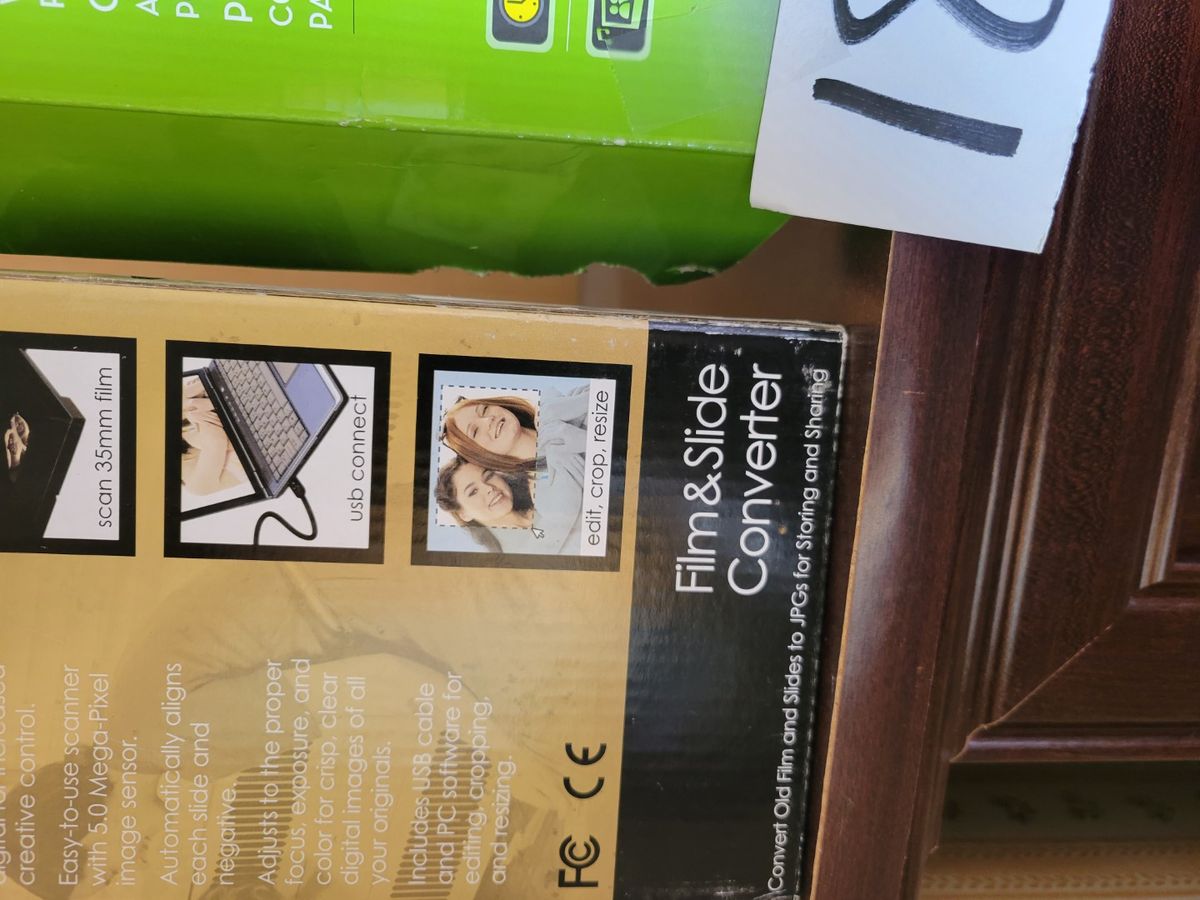 PA
81
scan 35mm film
usb connect
edit, crop, resize
creative control.
Easy-to-use scanner
with 5.0 Mega-Pixel
image sensor.
Automatically aligns
each slide and
negative.
Adjusts to the proper
focus, exposure, and
color for crisp, clear
digital images of all
your originals.
Includes USB cable
and PC software for
editing, cropping,
and resizing.
FC CE
Film&Slide
Converter
Convert Old Film and Slides to JPGs for Storing and Sharing